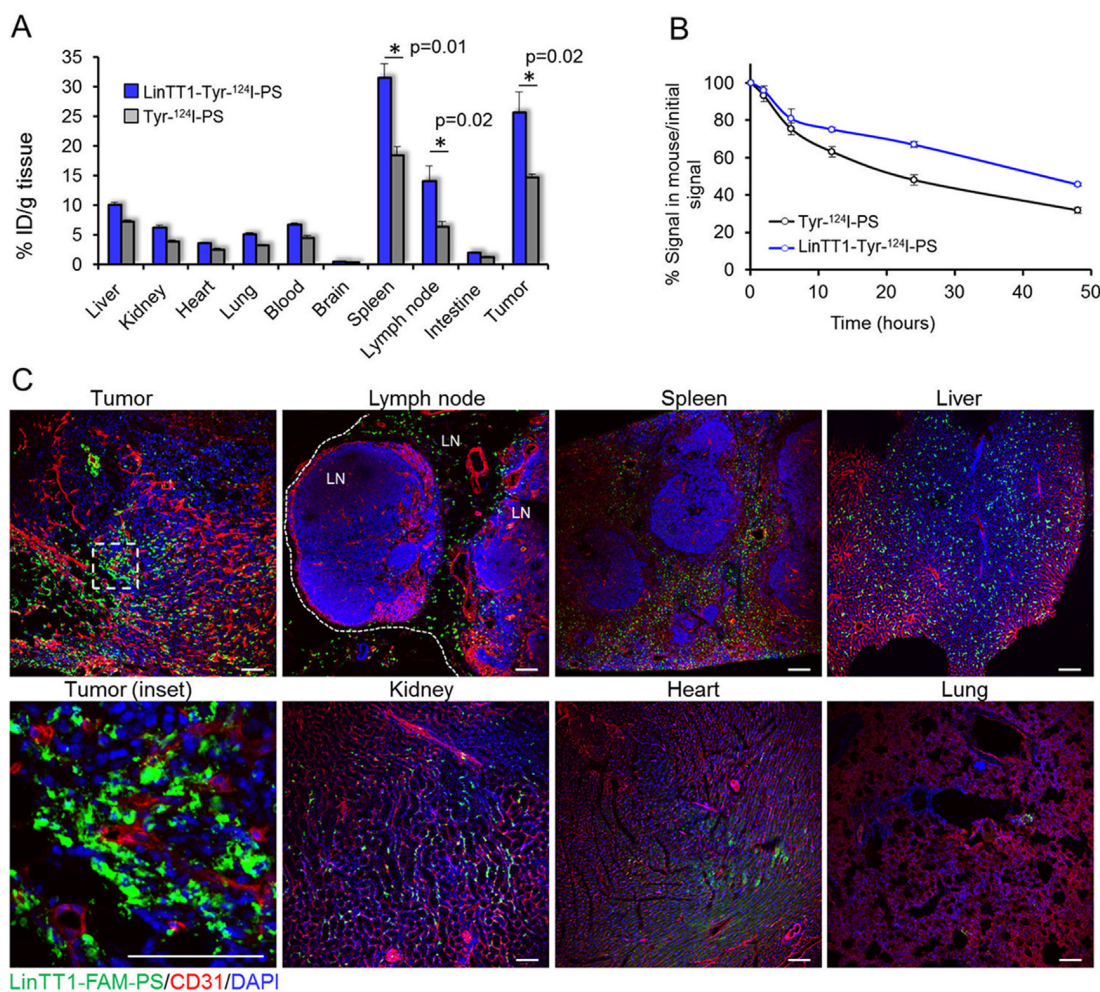 A
35
30
25
20
15
10
5
0
% ID/g tissue
LinTT1-Tyr-¹²⁴I-PS
Tyr-¹²⁴I-PS
* p=0.01
p=0.02
*
p=0.02
*
Liver
Kidney
Heart
Lung
Blood
Brain
Spleen
Lymph node
Intestine
Tumor
B
100
80
60
40
20
0
% Signal in mouse/initial
signal
Tyr-¹²⁴I-PS
LinTT1-Tyr-¹²⁴I-PS
0 10 20 30 40 50
Time (hours)
C
Tumor
Lymph node
Spleen
Liver
LN
LN
LN
Tumor (inset)
Kidney
Heart
Lung
LinTT1-FAM-PS/CD31/DAPI